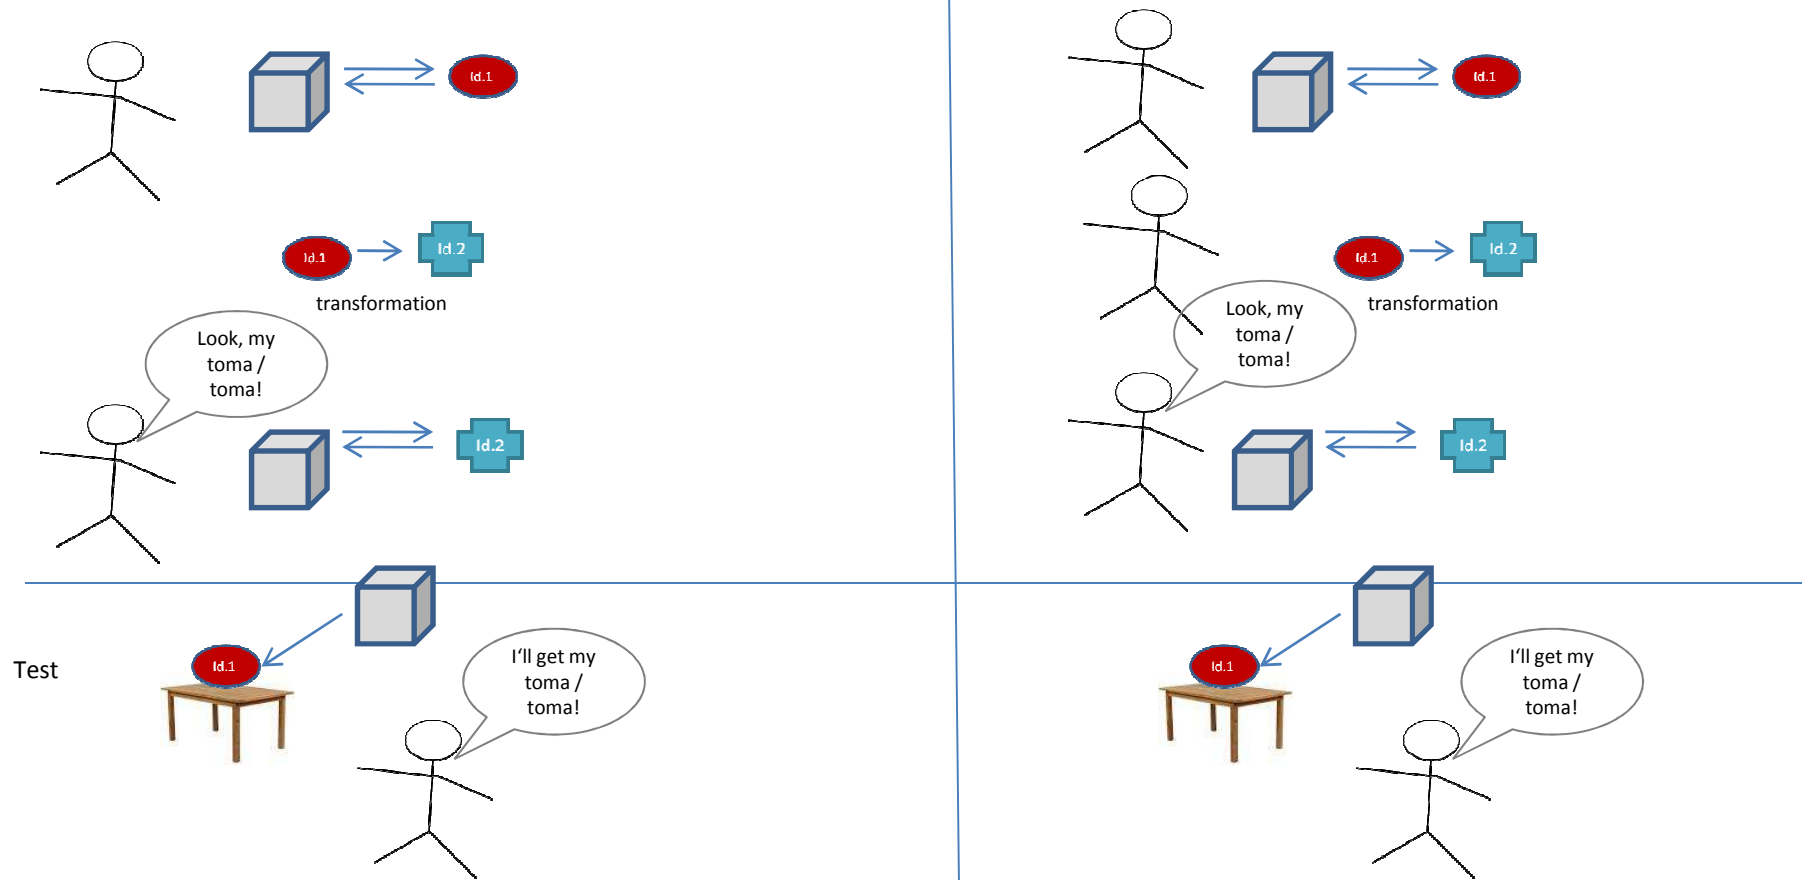 Id.1
Id.1
Id.1
Id.2
transformation
Look, my
toma /
toma!
Id.2
Id.1
Id.2
transformation
Look, my
toma /
toma!
Id.2
Test
Id.1
I'll get my
toma /
toma!
Id.1
I'll get my
toma /
toma!